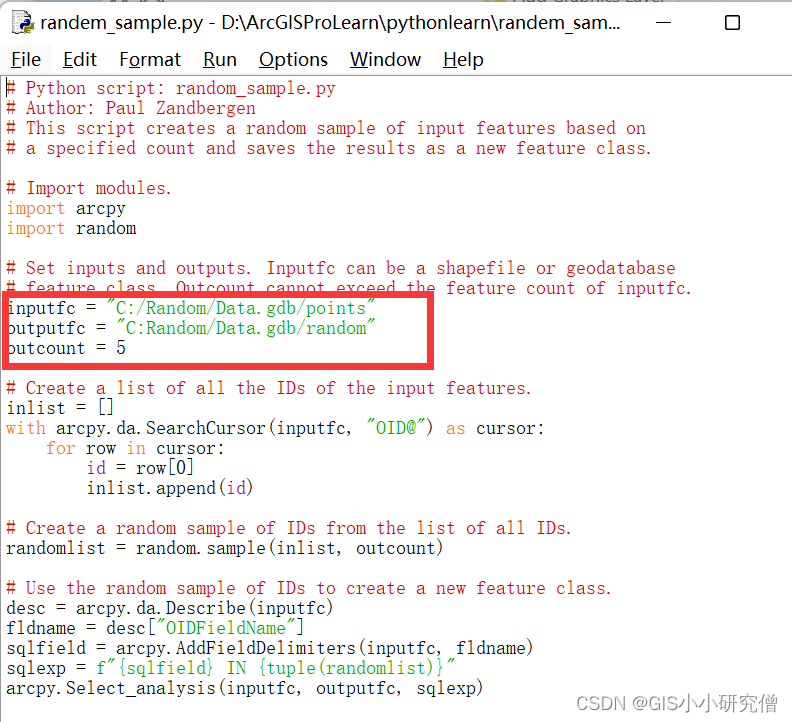 randem_sample.py - D:\ArcGISProLearn\pythonlearn\randem_sam...
File Edit Format Run Options Window Help
# Python script: random_sample.py
# Author: Paul Zandbergen
# This script creates a random sample of input features based on
# a specified count and saves the results as a new feature class.
# Import modules.
import arcpy
import random
# Set inputs and outputs. Inputfc can be a shapefile or geodatabase
# feature class. Outcount cannot exceed the feature count of inputfc.
inputfc = "C:/Random/Data.gdb/points"
outputfc = "C:Random/Data.gdb/random"
outcount = 5
# Create a list of all the IDs of the input features.
inlist = []
with arcpy.da.SearchCursor(inputfc, "OID@") as cursor:
for row in cursor:
id = row[0]
inlist.append(id)
# Create a random sample of IDs from the list of all IDs.
randomlist = random.sample(inlist, outcount)
# Use the random sample of IDs to create a new feature class.
desc = arcpy.da.Describe(inputfc)
fldname = desc["OIDFieldName"]
sqlfield = arcpy.AddFieldDelimiters(inputfc, fldname)
sqlexp = f"{sqlfield} IN {tuple(randomlist)}"
arcpy.Select_analysis(inputfc, outputfc, sqlexp)
CSDN @GIS小小研究僧